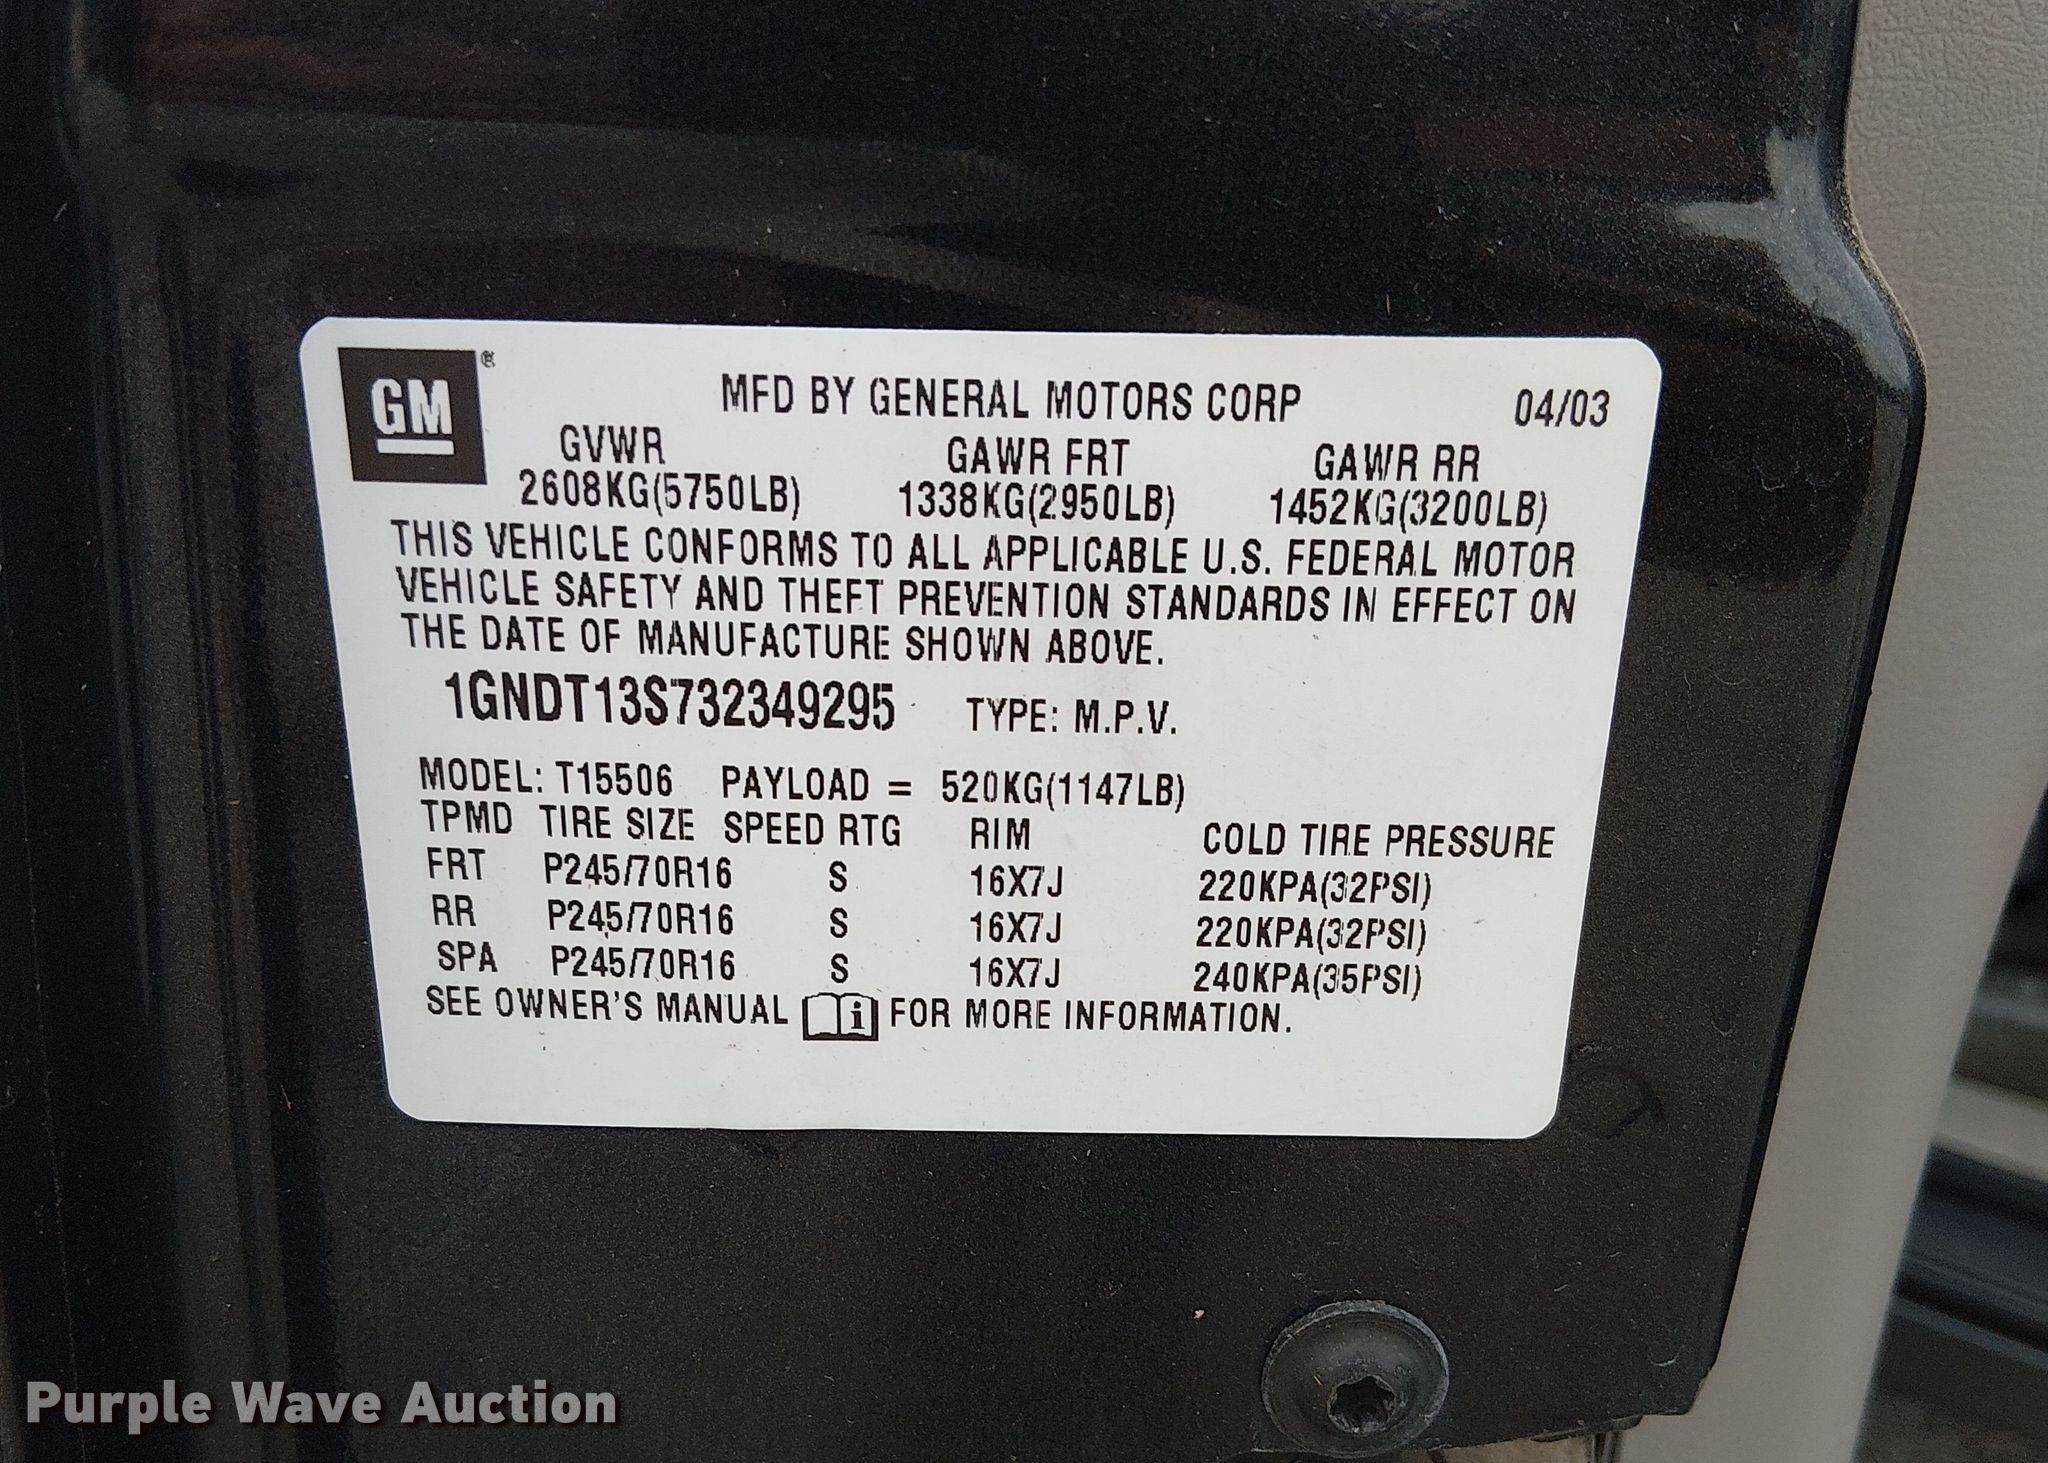 GM®
MFD BY GENERAL MOTORS CORP 04/03
GVWR GAWR FRT GAWR RR
2608KG(5750LB) 1338KG(2950LB) 1452KG(3200LB)
THIS VEHICLE CONFORMS TO ALL APPLICABLE U.S. FEDERAL MOTOR
VEHICLE SAFETY AND THEFT PREVENTION STANDARDS IN EFFECT ON
THE DATE OF MANUFACTURE SHOWN ABOVE.
1GNDT13S732349295 TYPE: M.P.V.
MODEL: T15506 PAYLOAD = 520KG(1147LB)
TPMD TIRE SIZE SPEED RTG RIM COLD TIRE PRESSURE
FRT P245/70R16 S 16X7J 220KPA(32PSI)
RR P245/70R16 S 16X7J 220KPA(32PSI)
SPA P245/70R16 S 16X7J 240KPA(35PSI)
SEE OWNER'S MANUAL i FOR MORE INFORMATION.
Purple Wave Auction